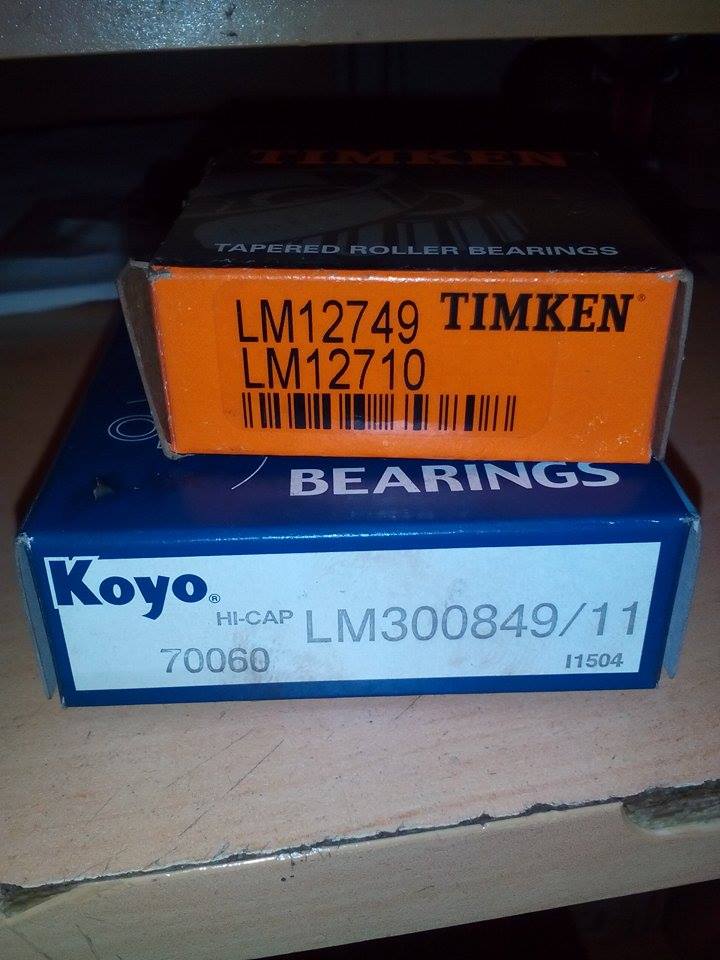 TIMKEN
TAPERED ROLLER BEARINGS
LM12749 TIMKEN®
LM12710
BEARINGS
Koyo®
HI-CAP LM300849/11
70060 I1504